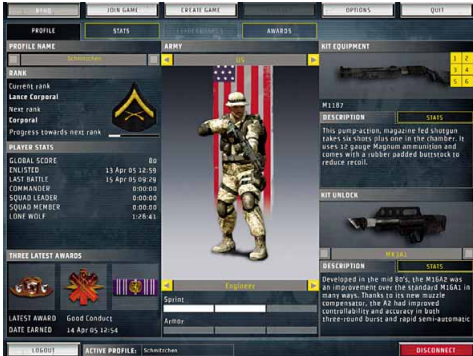 BFHQ
JOIN GAME
CREATE GAME
OPTIONS
QUIT
PROFILE
STATS
AWARDS
PROFILE NAME
Schmitzchen
RANK
Current rank
Lance Corporal
Next rank
Corporal
Progress towards next rank
PLAYER STATS
GLOBAL SCORE 80
ENLISTED 13 Apr 05 12:59
LAST BATTLE 15 Apr 05 09:29
COMMANDER 0:00:00
SQUAD LEADER 0:00:00
SQUAD MEMBER 0:00:00
LONE WOLF 1:26:41
THREE LATEST AWARDS
LATEST AWARD Good Conduct
DATE EARNED 14 Apr 05 12:54
ARMY
US
Engineer
Sprint
Armor
KIT EQUIPMENT
1 2
3 4
5 6
M1187
DESCRIPTION STATS
This pump-action, magazine fed shotgun
takes six shots plus one in the chamber. It
uses 12 gauge Magnum ammunition and
comes with a rubber padded buttstock to
reduce recoil.
KIT UNLOCK
DESCRIPTION STATS
Developed in the mid 80's, the M16A2 was
an improvement over the standard M16A1 in
many ways. Thanks to its new muzzle
compensator, the A2 had improved
controllability and accuracy in both
three-round burst and rapid semi-automatic
LOGOUT
ACTIVE PROFILE: Schmitzchen
DISCONNECT